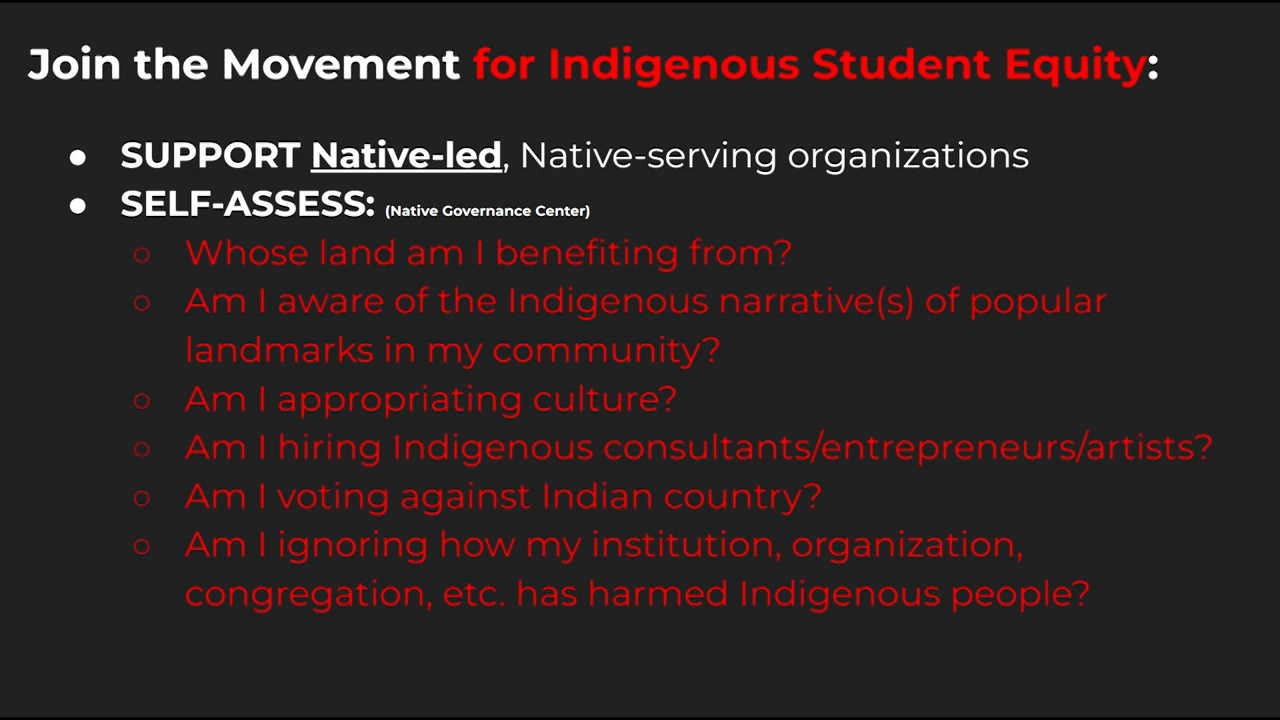 Join the Movement for Indigenous Student Equity:
● SUPPORT Native-led, Native-serving organizations
● SELF-ASSESS: (Native Governance Center)
○ Whose land am I benefiting from?
○ Am I aware of the Indigenous narrative(s) of popular
landmarks in my community?
○ Am I appropriating culture?
○ Am I hiring Indigenous consultants/entrepreneurs/artists?
○ Am I voting against Indian country?
○ Am I ignoring how my institution, organization,
congregation, etc. has harmed Indigenous people?